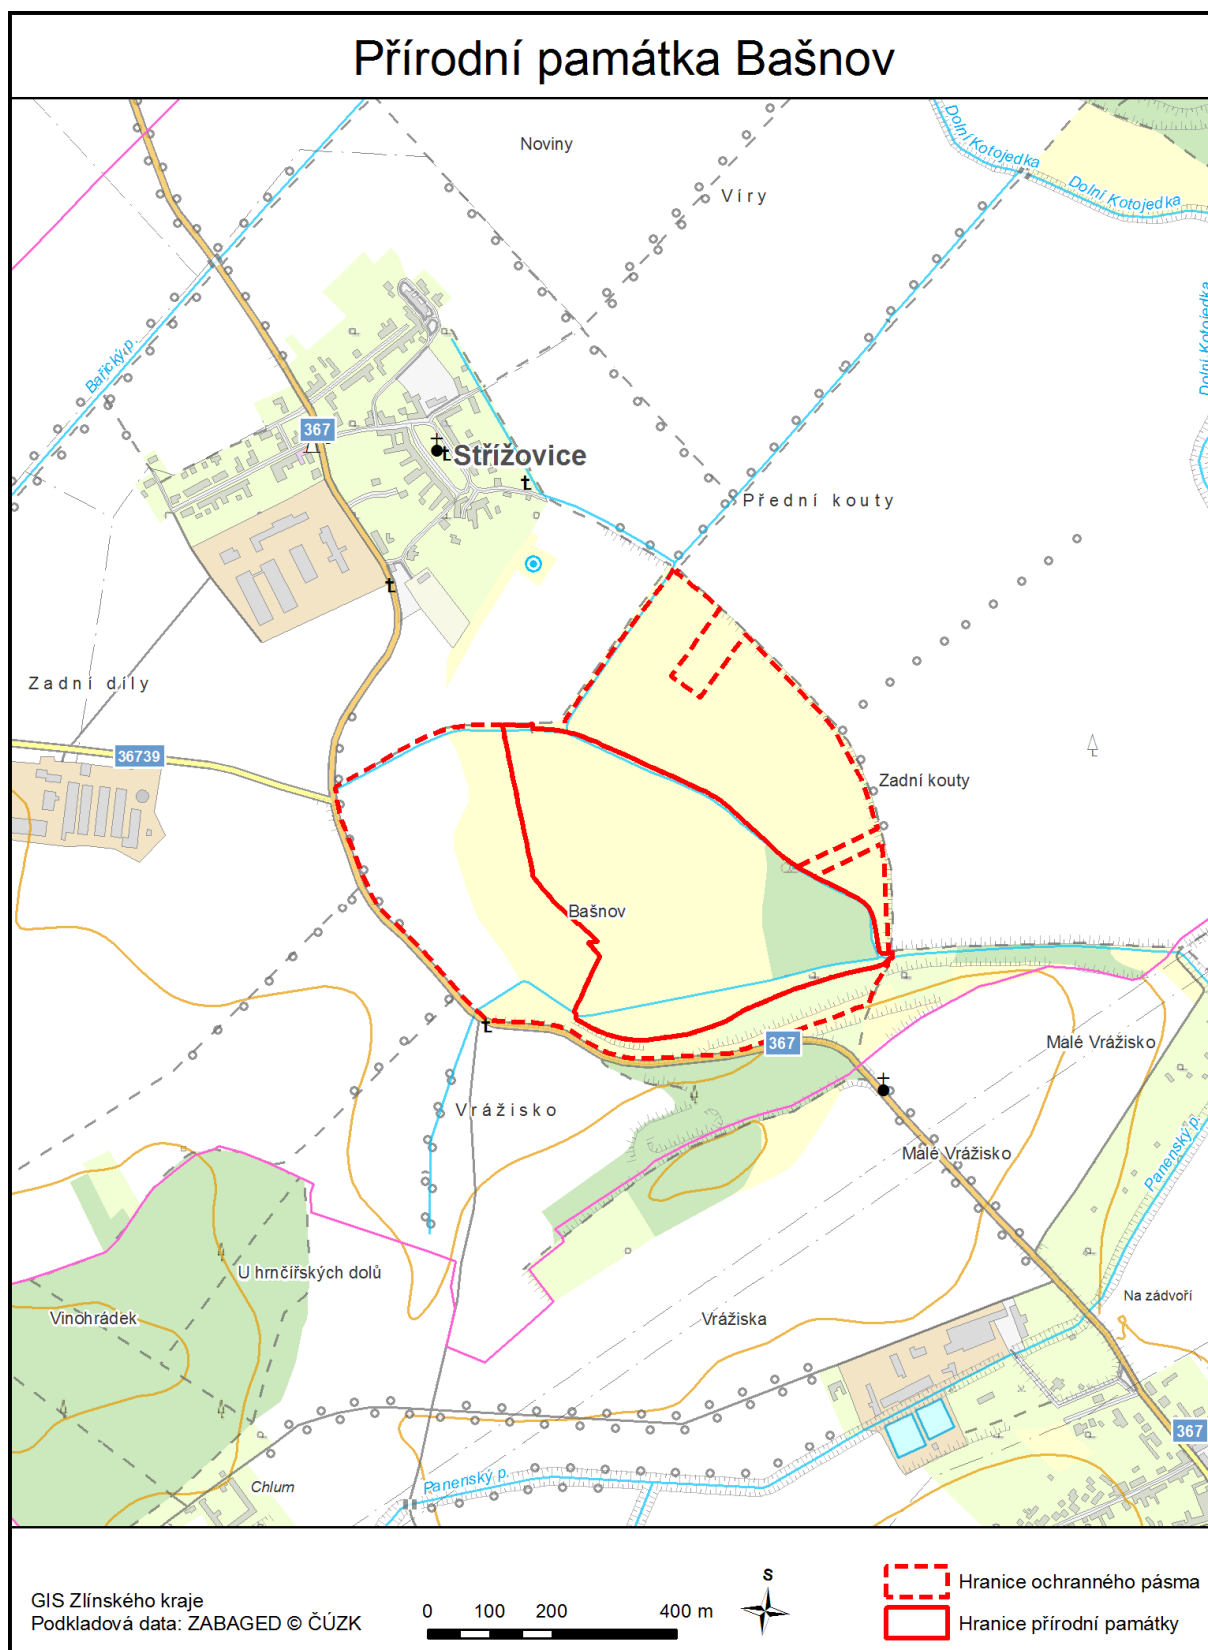 Přírodní památka Bašnov
Noviny
Víry
Dolní Kotojedka
Dolní Kotojedka
Dolní Kotojedka
Bařický p.
367
Střížovice
Přední kouty
Zadní díly
36739
Zadní kouty
Bašnov
367
Malé Vrážisko
Vrážisko
Malé Vrážisko
Panenský p.
U hrnčířských dolů
Vinohrádek
Vrážiska
Na zádvoří
367
Chlum
Panenský p.
GIS Zlínského kraje
Podkladová data: ZABAGED © ČÚZK
0 100 200 400 m
S
Hranice ochranného pásma
Hranice přírodní památky